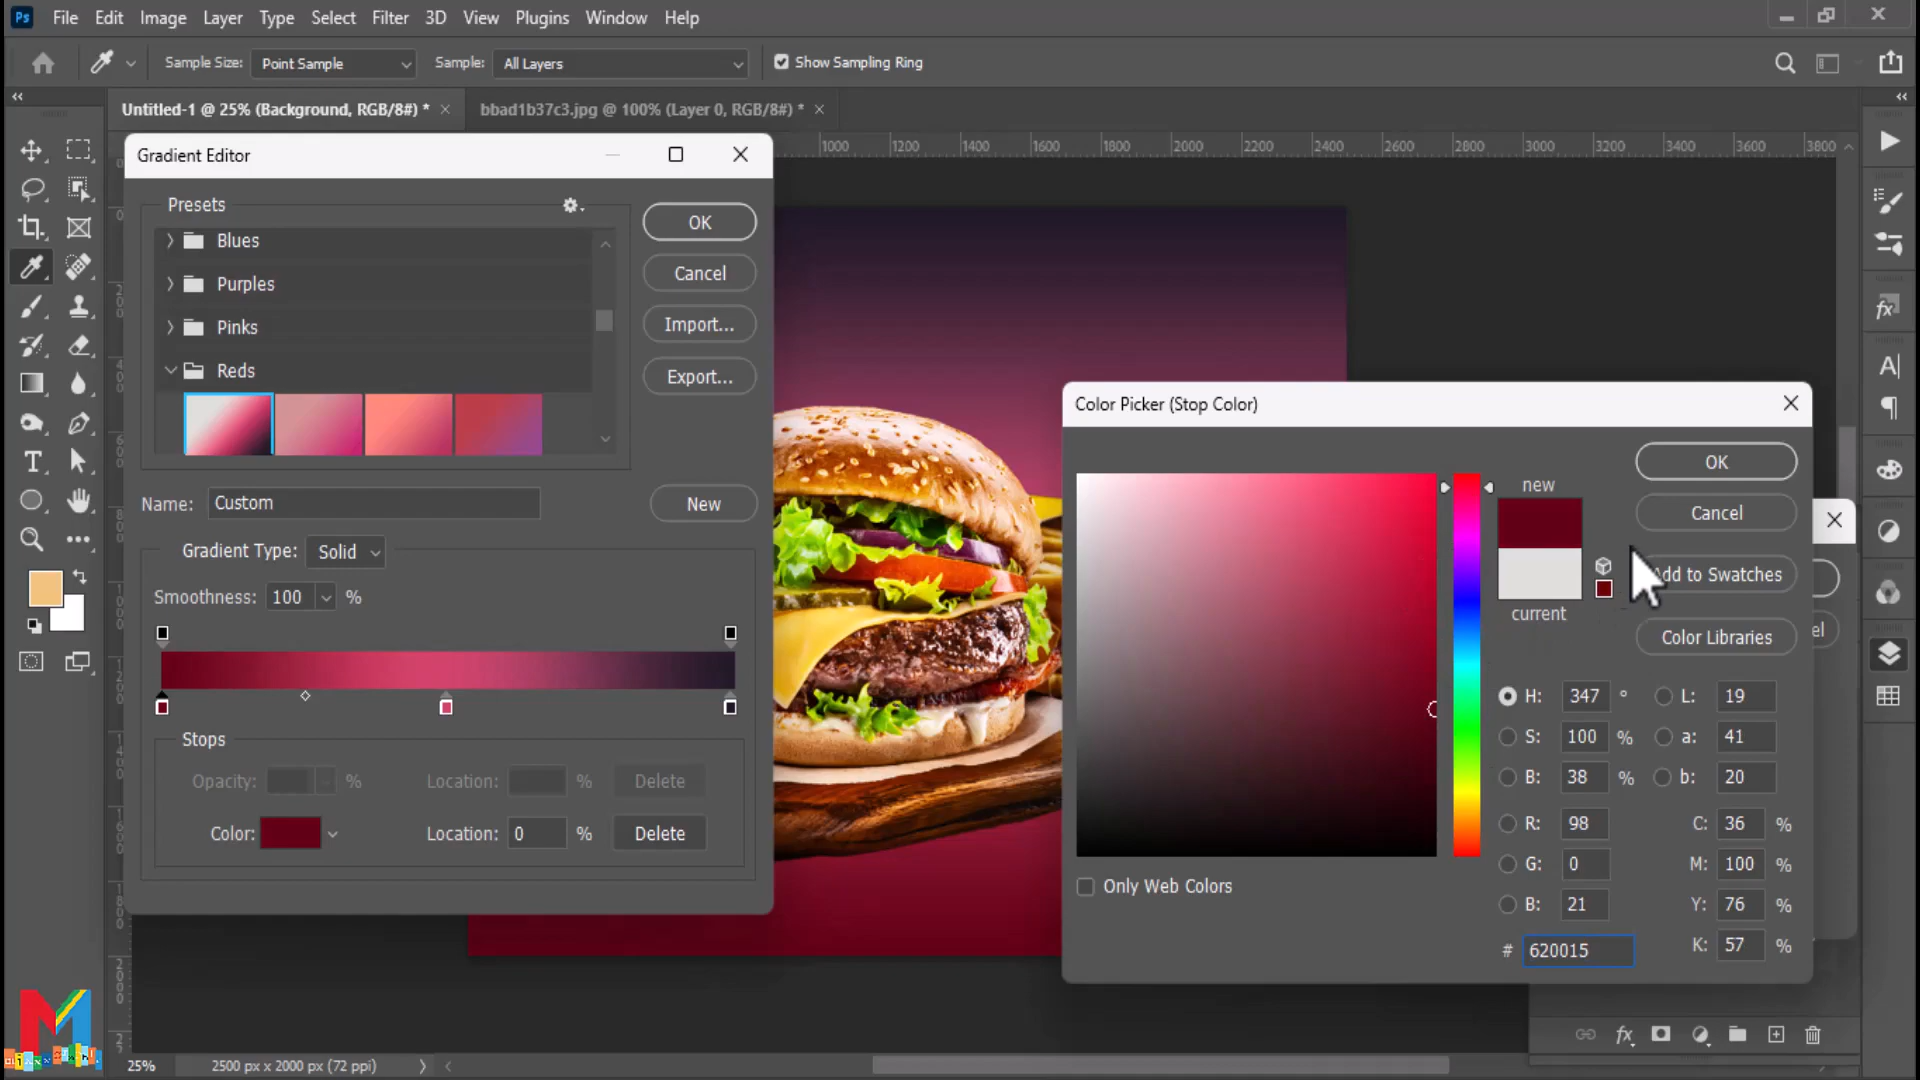 Ps File Edit Image Layer Type Select Filter 3D View Plugins Window Help
Sample Size: Point Sample Sample: All Layers Show Sampling Ring
Untitled-1 @ 25% (Background, RGB/8#) * bbad1b37c3.jpg @ 100% (Layer 0, RGB/8#) *
1000 1200 1400 1600 1800 2000 2200 2400 2600 2800 3000 3200 3400 3600 3800
Gradient Editor
Presets
OK
Blues
Cancel
Purples
Import...
Pinks
Export...
Reds
Name: Custom New
Gradient Type: Solid
Smoothness: 100 %
Stops
Opacity: % Location: % Delete
Color: Location: 0 % Delete
Color Picker (Stop Color)
OK
new
Cancel
Add to Swatches
current
Color Libraries
H: 347 ° L: 19
S: 100 % a: 41
B: 38 % b: 20
R: 98 C: 36 %
G: 0 M: 100 %
B: 21 Y: 76 %
# 620015 K: 57 %
Only Web Colors
25% 2500 px x 2000 px (72 ppi)